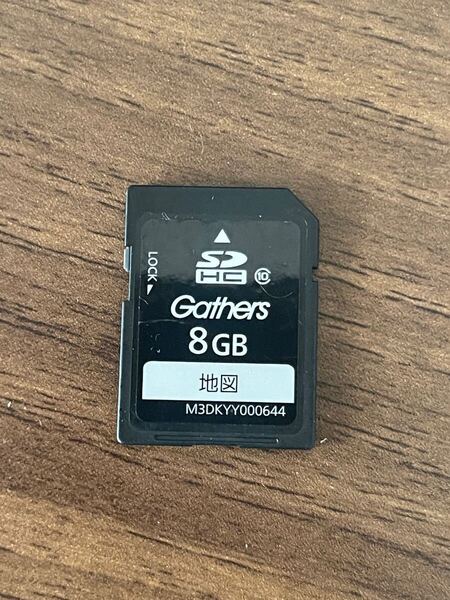 LOCK
SD
HC 10
Gathers
8GB
地図
M3DKYY000644